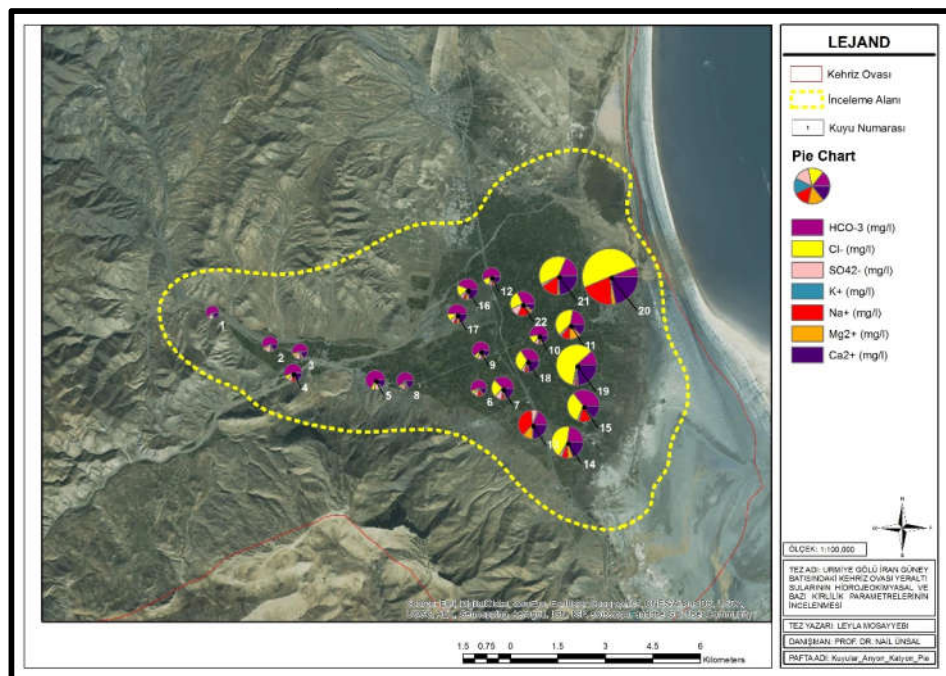 LEJAND
Kehriz Ovası
İnceleme Alanı
1 Kuyu Numarası
Pie Chart
HCO-3 (mg/l)
Cl- (mg/l)
SO42- (mg/l)
K+ (mg/l)
Na+ (mg/l)
Mg2+ (mg/l)
Ca2+ (mg/l)
1
2
3
4
5
8
16
17
12
9
6
7
22
10
18
21
20
11
19
15
14
N
S
ÖLÇEK: 1:100,000
TEZ ADI: URMİYE GÖLÜ İRAN GÜNEY
BATISINDAKİ KEHRİZ OVASI YERALTI
SULARININ HİDROJEOKİMYASAL VE
BAZI KİRLİLİK PARAMETRELERİNİN
İNCELENMESİ
TEZ YAZARI: LEYLA MOSAYYEBI
DANIŞMAN: PROF. DR. NAİL ÜNSAL
PAFTA ADI: Kuyular_Anyon_Katyon_Pie
1.5 0.75 0 1.5 3 4.5 6
Kilometers